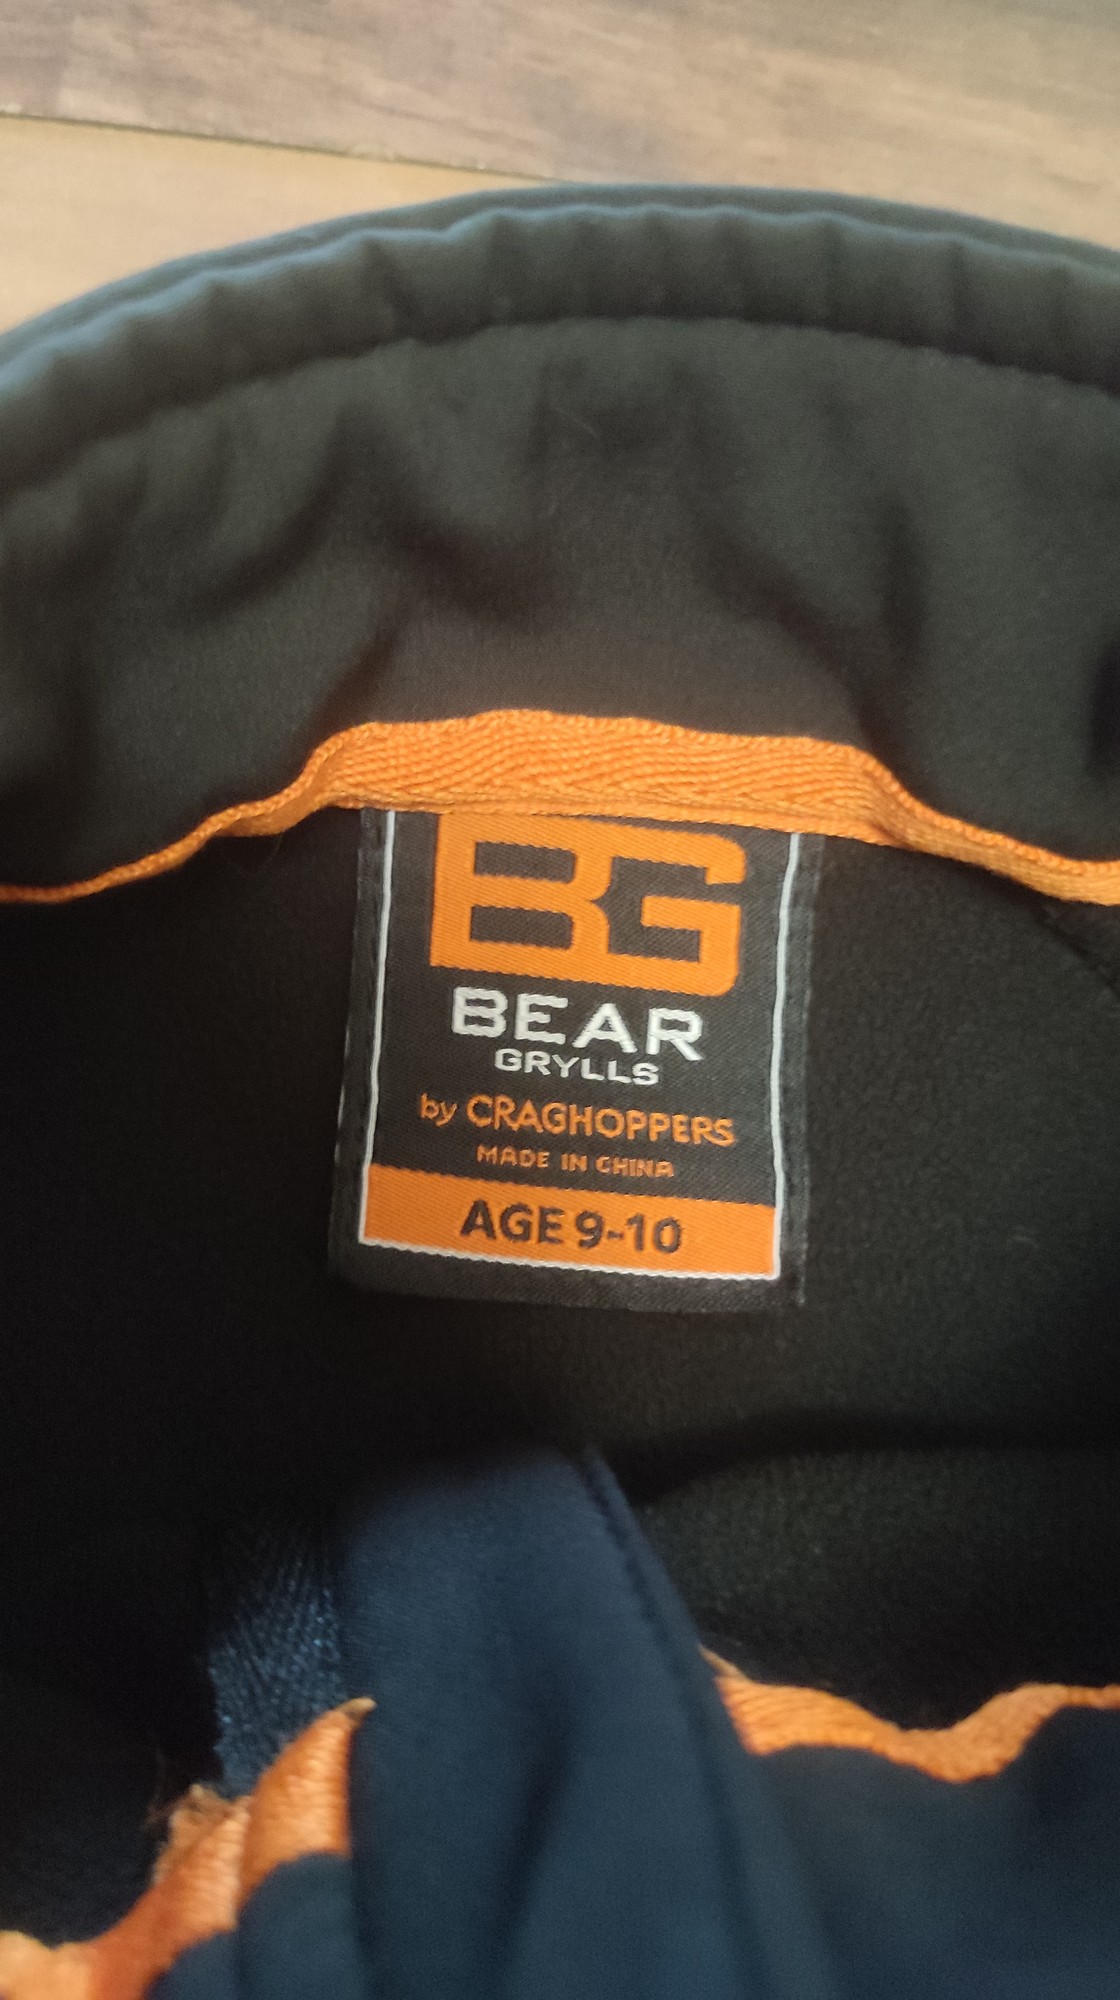 BG
BEAR
GRYLLS
by CRAGHOPPERS
MADE IN CHINA
AGE 9-10